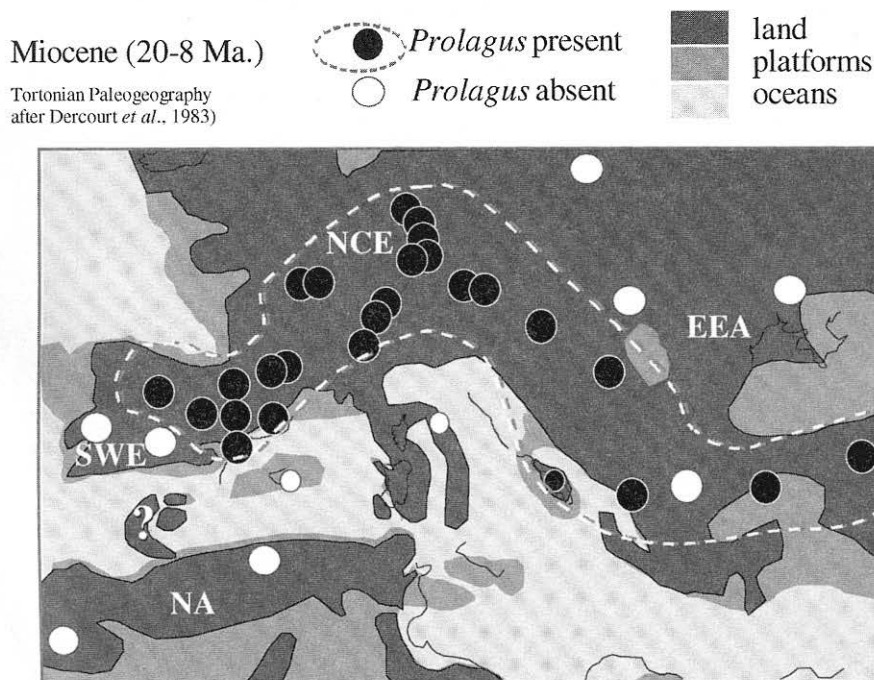 Miocene (20-8 Ma.)
Tortonian Paleogeography
after Dercourt et al., 1983)
Prolagus present
Prolagus absent
land
platforms
oceans
NCE
EEA
SWE
?
NA